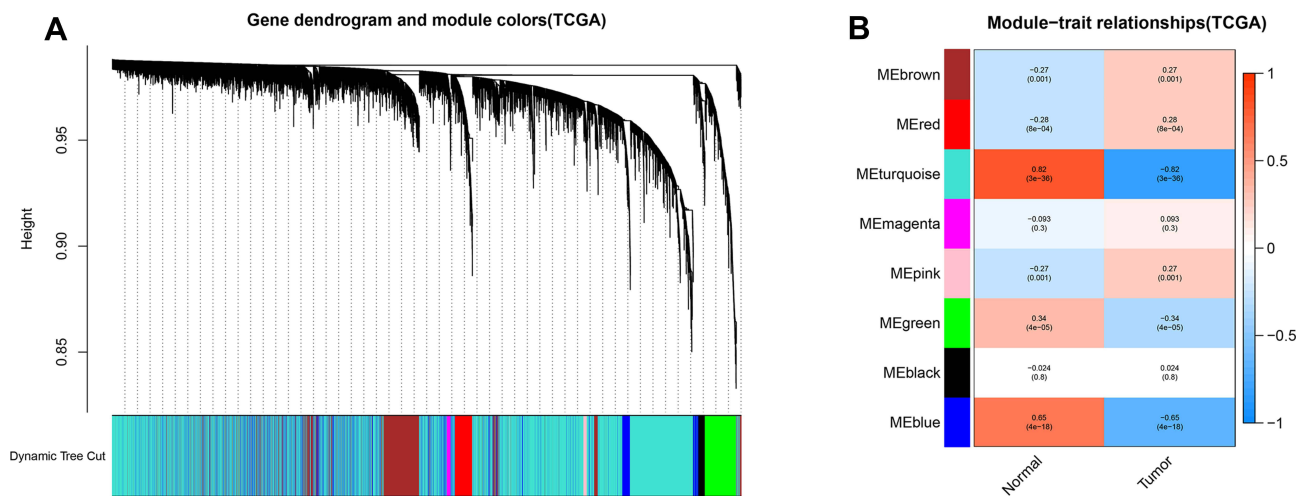 A
Gene dendrogram and module colors(TCGA)
Height
0.95
0.90
0.85
Dynamic Tree Cut
B
Module−trait relationships(TCGA)
MEbrown
−0.27
(0.001)
0.27
(0.001)
MEred
−0.28
(8e−04)
0.28
(8e−04)
MEturquoise
0.82
(3e−36)
−0.82
(3e−36)
MEmagenta
−0.093
(0.3)
0.093
(0.3)
MEpink
−0.27
(0.001)
0.27
(0.001)
MEgreen
0.34
(4e−05)
−0.34
(4e−05)
MEblack
−0.024
(0.8)
0.024
(0.8)
MEblue
0.65
(4e−18)
−0.65
(4e−18)
Normal
Tumor
1
0.5
0
−0.5
−1